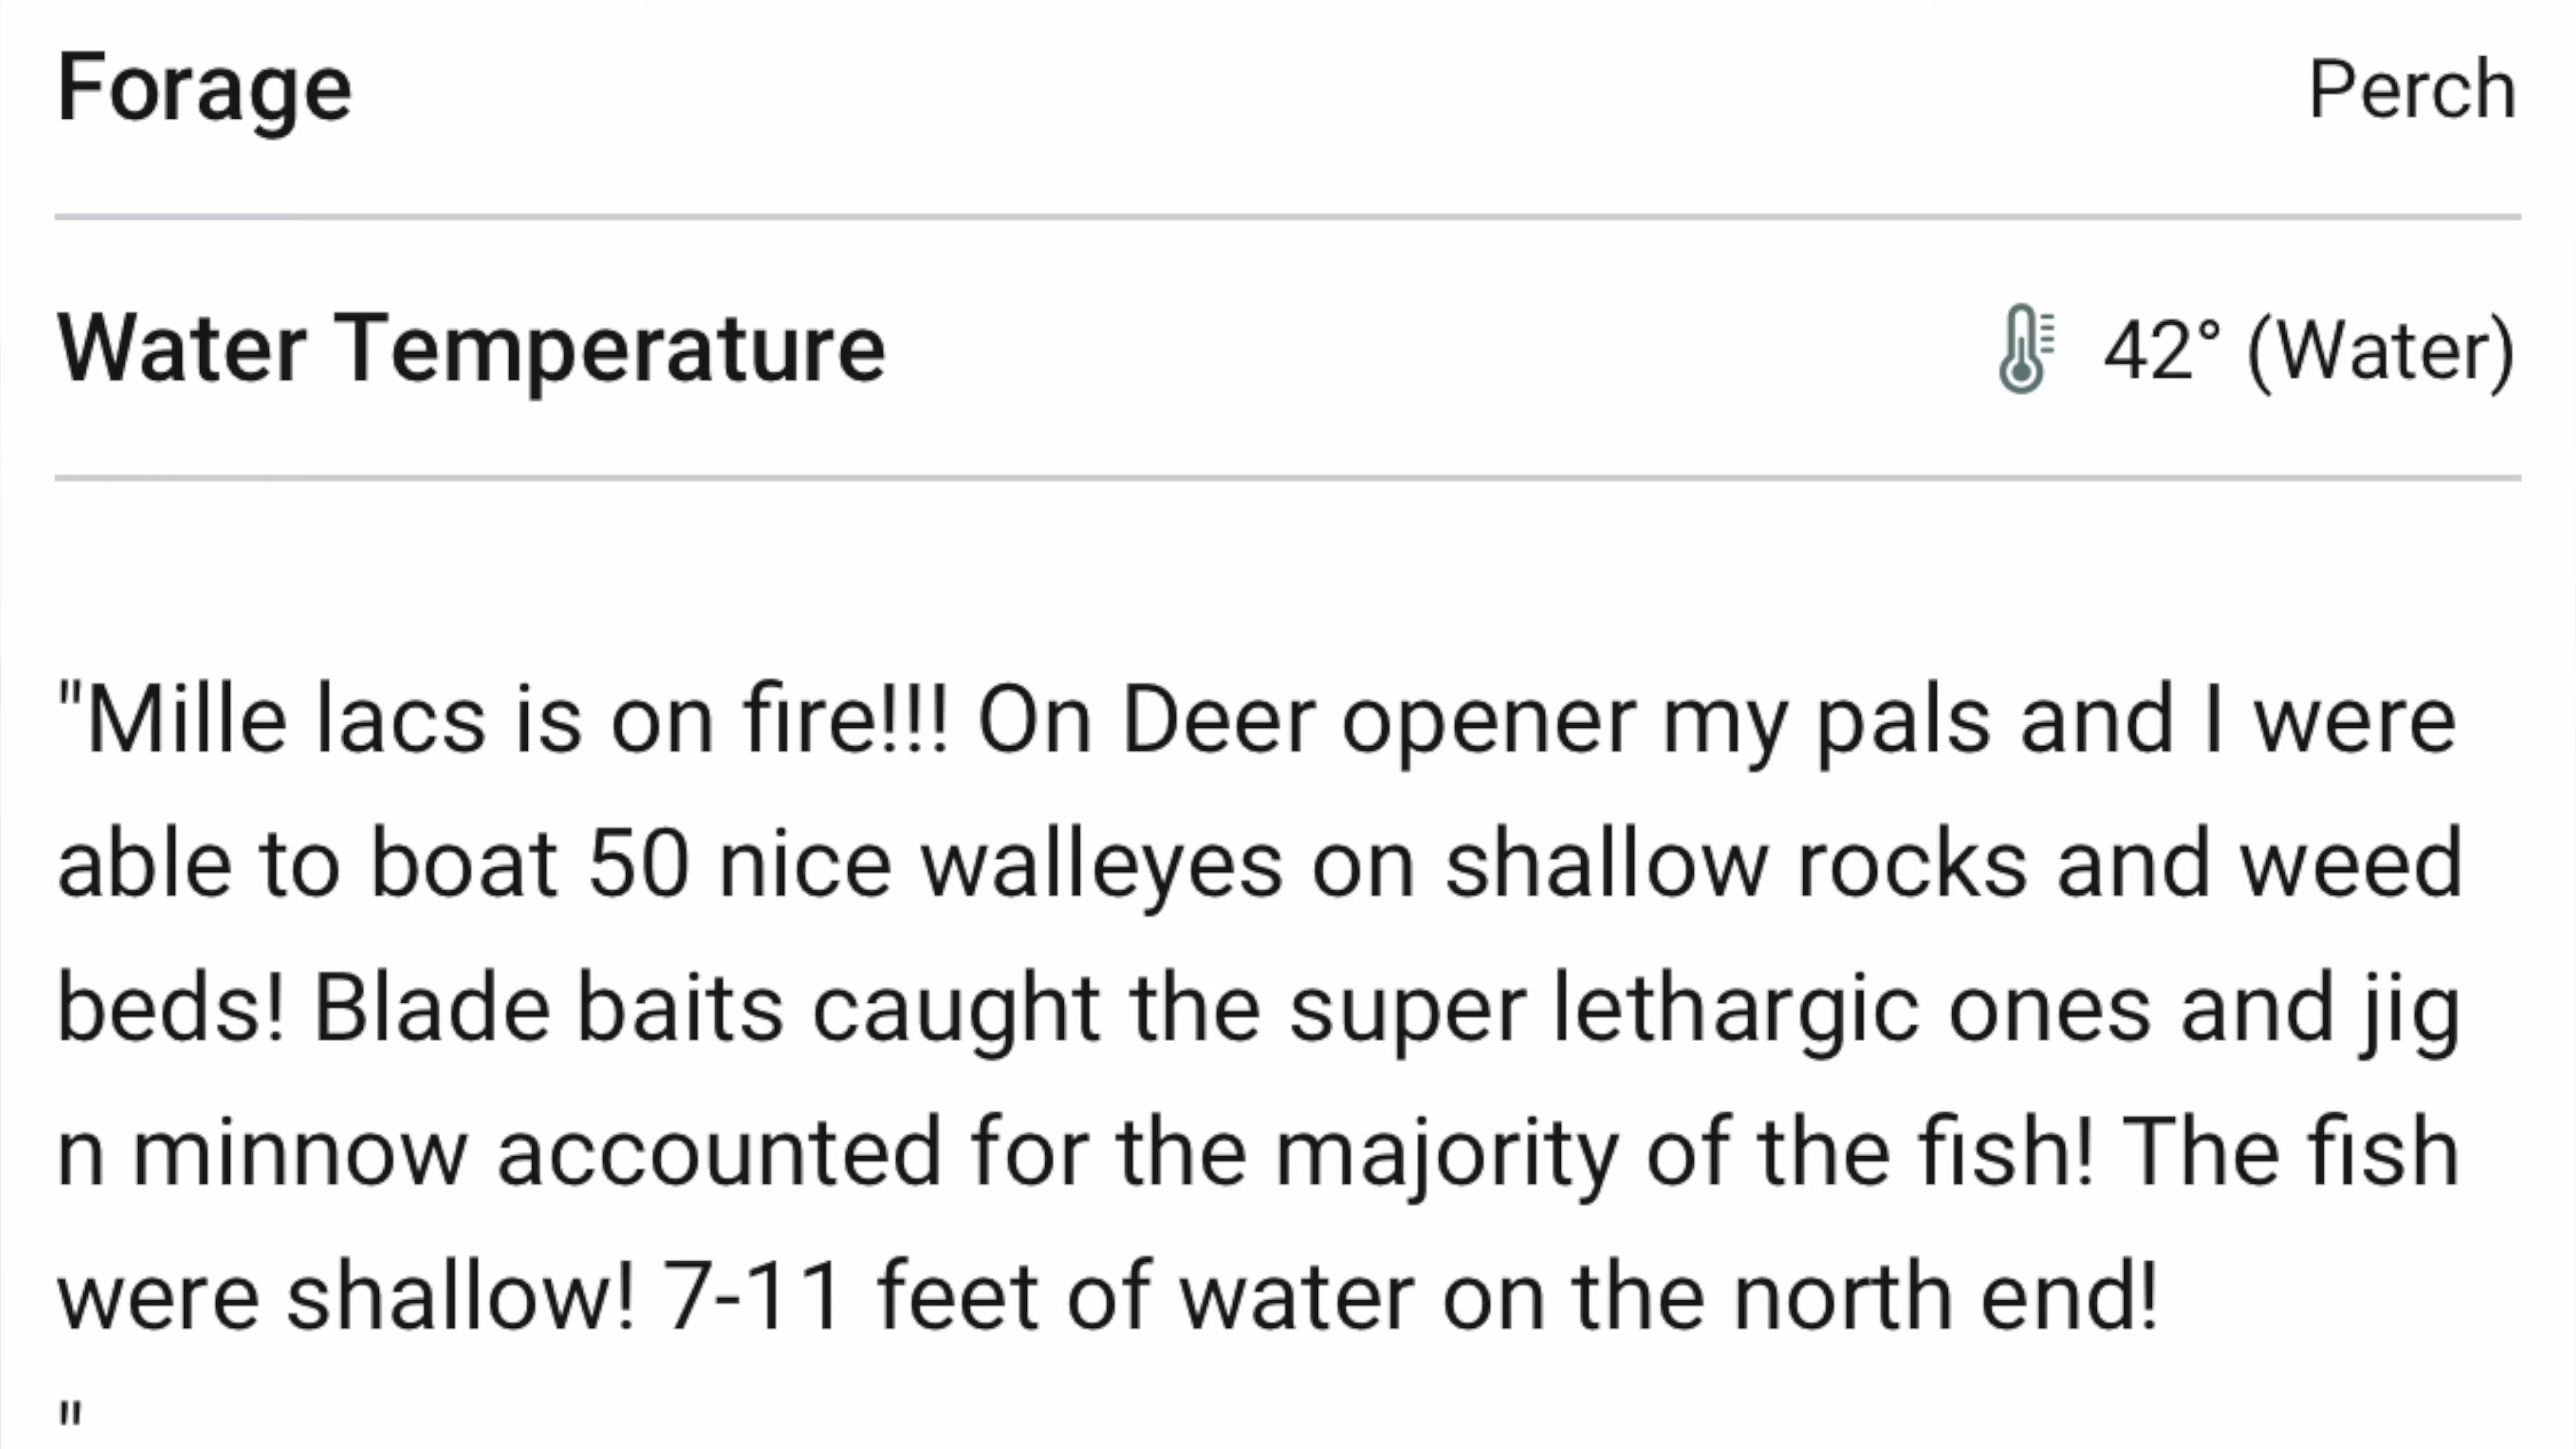 Forage Perch
Water Temperature 42° (Water)
"Mille lacs is on fire!!! On Deer opener my pals and I were
able to boat 50 nice walleyes on shallow rocks and weed
beds! Blade baits caught the super lethargic ones and jig
n minnow accounted for the majority of the fish! The fish
were shallow! 7-11 feet of water on the north end!
"